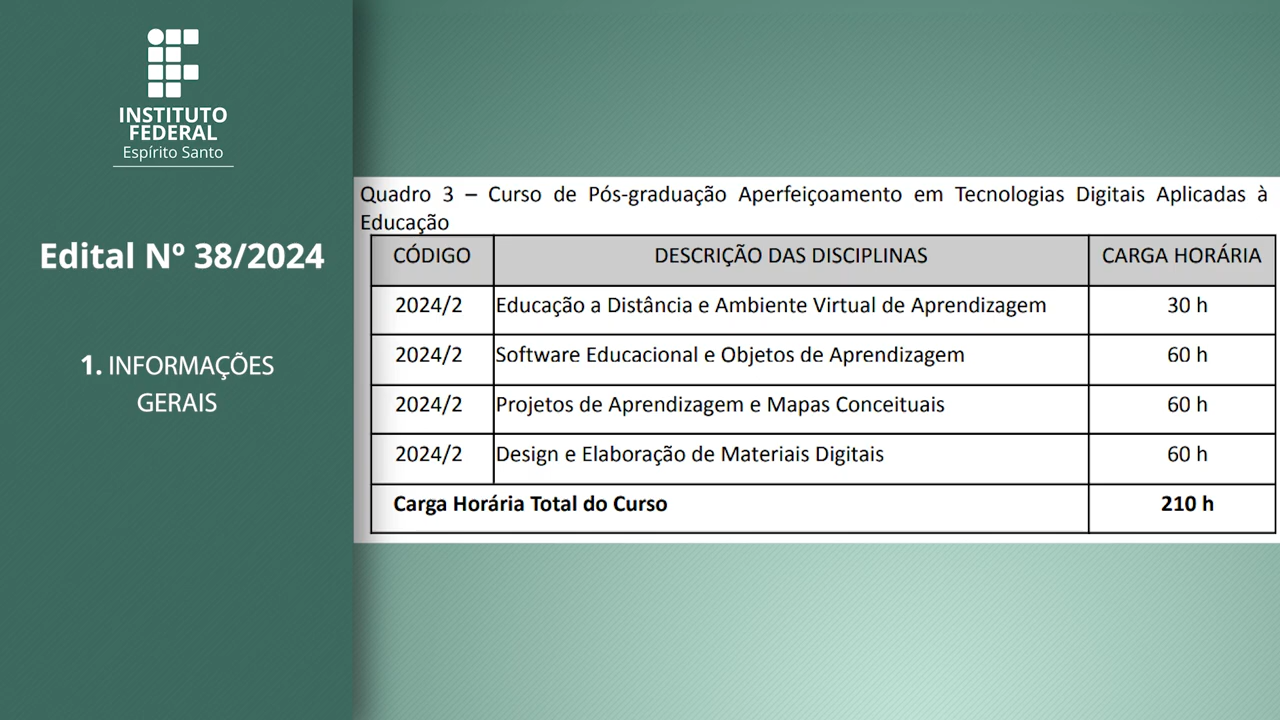 INSTITUTO
FEDERAL
Espírito Santo
Edital Nº 38/2024
1. INFORMAÇÕES
GERAIS
Quadro 3 – Curso de Pós-graduação Aperfeiçoamento em Tecnologias Digitais Aplicadas à
Educação
CÓDIGO DESCRIÇÃO DAS DISCIPLINAS CARGA HORÁRIA
2024/2 Educação a Distância e Ambiente Virtual de Aprendizagem 30 h
2024/2 Software Educacional e Objetos de Aprendizagem 60 h
2024/2 Projetos de Aprendizagem e Mapas Conceituais 60 h
2024/2 Design e Elaboração de Materiais Digitais 60 h
Carga Horária Total do Curso 210 h